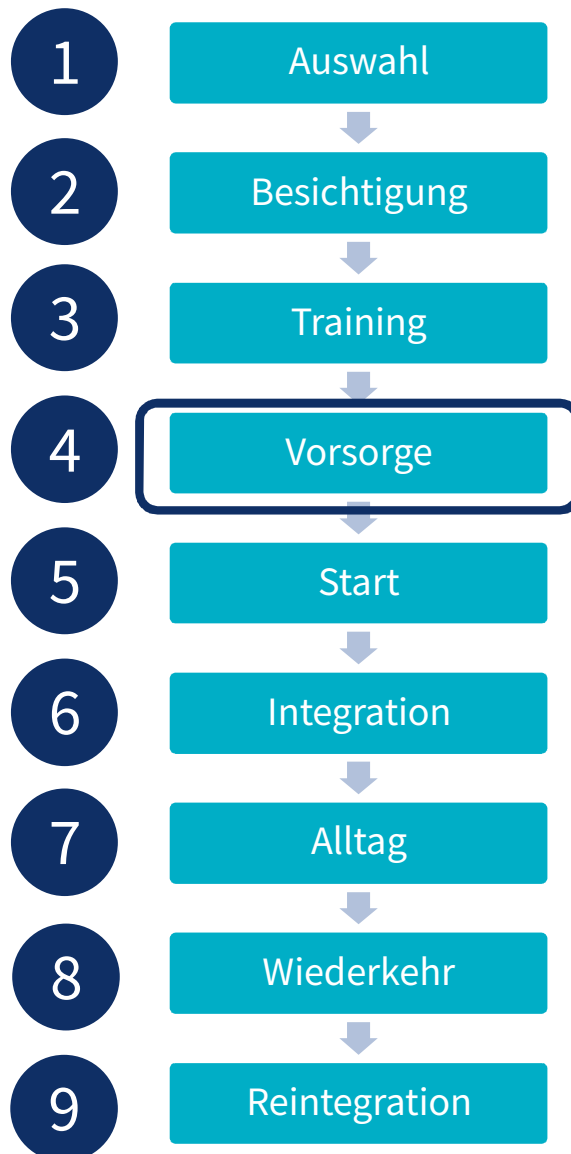 1 Auswahl
2 Besichtigung
3 Training
4 Vorsorge
5 Start
6 Integration
7 Alltag
8 Wiederkehr
9 Reintegration